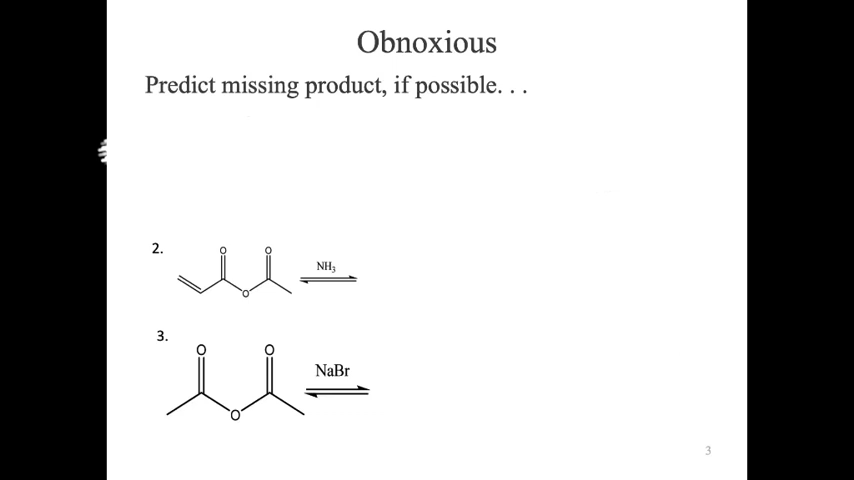 Obnoxious
Predict missing product, if possible. . .
2.
O O
NH3
O
3.
O O
NaBr
O
3